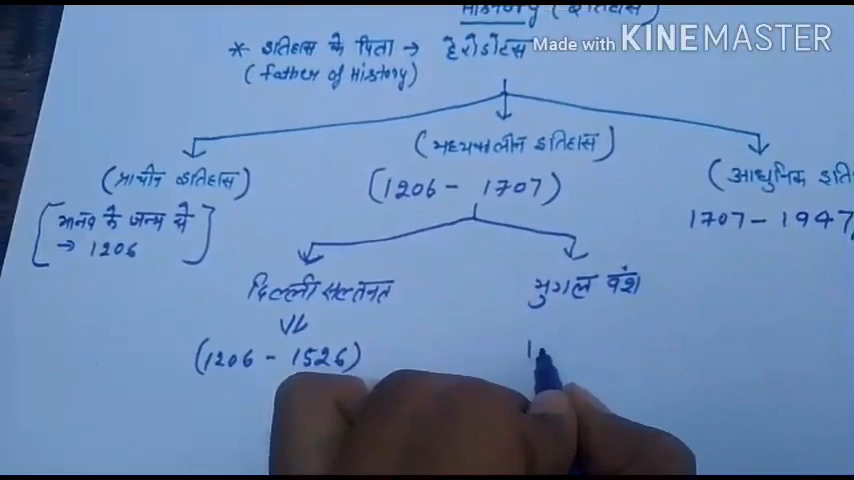 History (इतिहास)
* इतिहास के पिता → हेरोडोटस
(father of History)
Made with KINEMASTER
(मध्यकालीन इतिहास)
(प्राचीन इतिहास)
(आधुनिक इति
(1206 - 1707)
1707 - 1947
[मानव के जन्म से
→ 1206]
दिल्ली सल्तनत
मुगल वंश
(1206 - 1526)
1